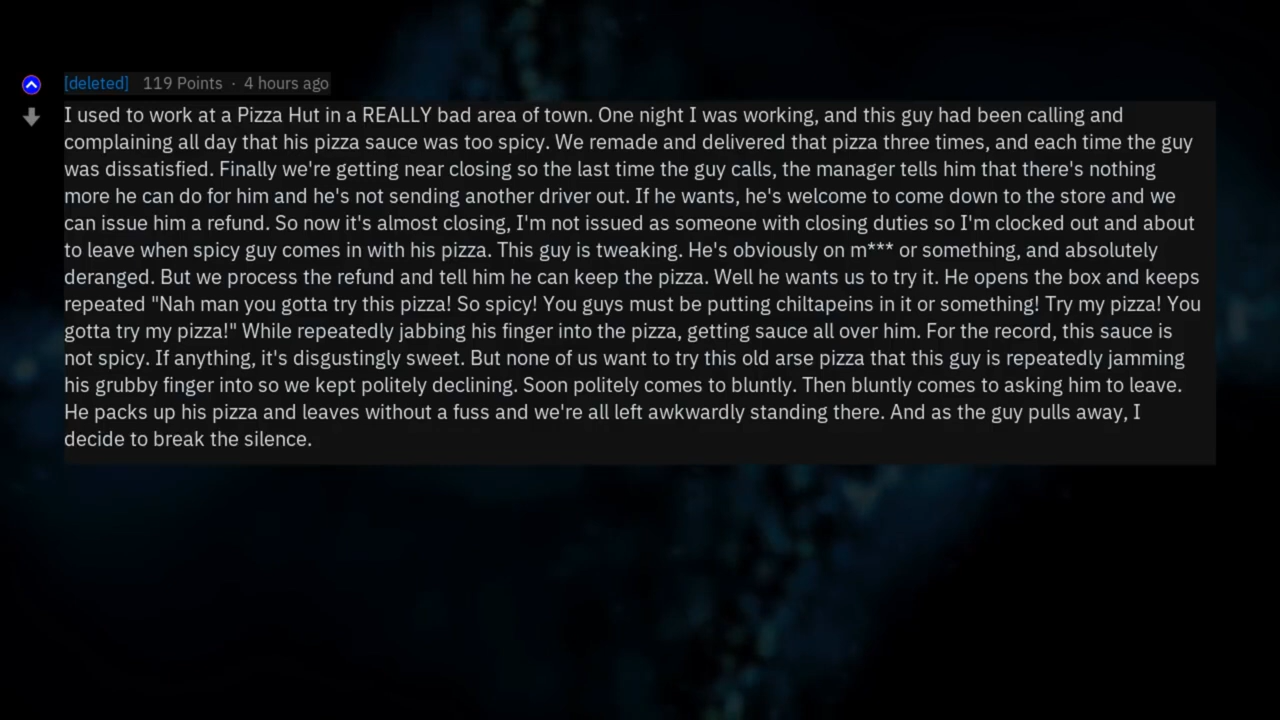 [deleted] 119 Points · 4 hours ago
I used to work at a Pizza Hut in a REALLY bad area of town. One night I was working, and this guy had been calling and
complaining all day that his pizza sauce was too spicy. We remade and delivered that pizza three times, and each time the guy
was dissatisfied. Finally we're getting near closing so the last time the guy calls, the manager tells him that there's nothing
more he can do for him and he's not sending another driver out. If he wants, he's welcome to come down to the store and we
can issue him a refund. So now it's almost closing, I'm not issued as someone with closing duties so I'm clocked out and about
to leave when spicy guy comes in with his pizza. This guy is tweaking. He's obviously on m*** or something, and absolutely
deranged. But we process the refund and tell him he can keep the pizza. Well he wants us to try it. He opens the box and keeps
repeated "Nah man you gotta try this pizza! So spicy! You guys must be putting chiltapeins in it or something! Try my pizza! You
gotta try my pizza!" While repeatedly jabbing his finger into the pizza, getting sauce all over him. For the record, this sauce is
not spicy. If anything, it's disgustingly sweet. But none of us want to try this old arse pizza that this guy is repeatedly jamming
his grubby finger into so we kept politely declining. Soon politely comes to bluntly. Then bluntly comes to asking him to leave.
He packs up his pizza and leaves without a fuss and we're all left awkwardly standing there. And as the guy pulls away, I
decide to break the silence.